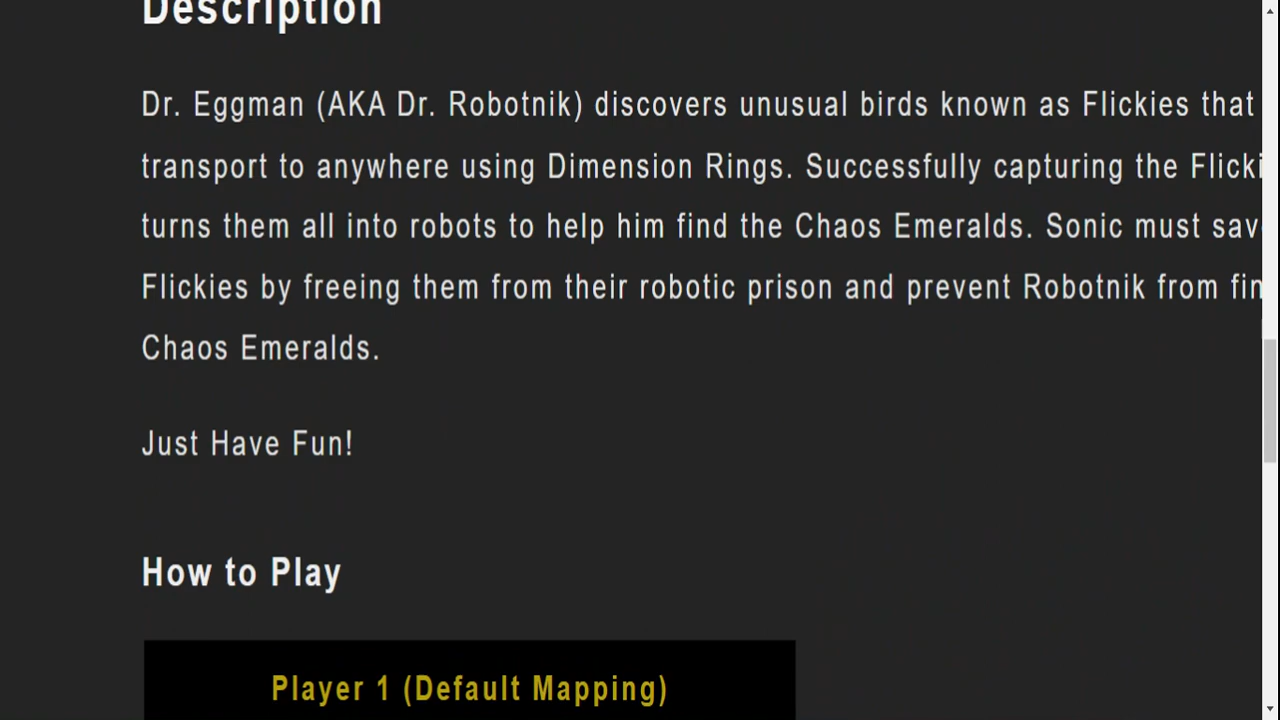 Description
Dr. Eggman (AKA Dr. Robotnik) discovers unusual birds known as Flickies that
transport to anywhere using Dimension Rings. Successfully capturing the
turns them all into robots to help him find the Chaos Emeralds. Sonic must
Flickies by freeing them from their robotic prison and prevent Robotnik from
Chaos Emeralds.
Just Have Fun!
How to Play
Player 1 (Default Mapping)